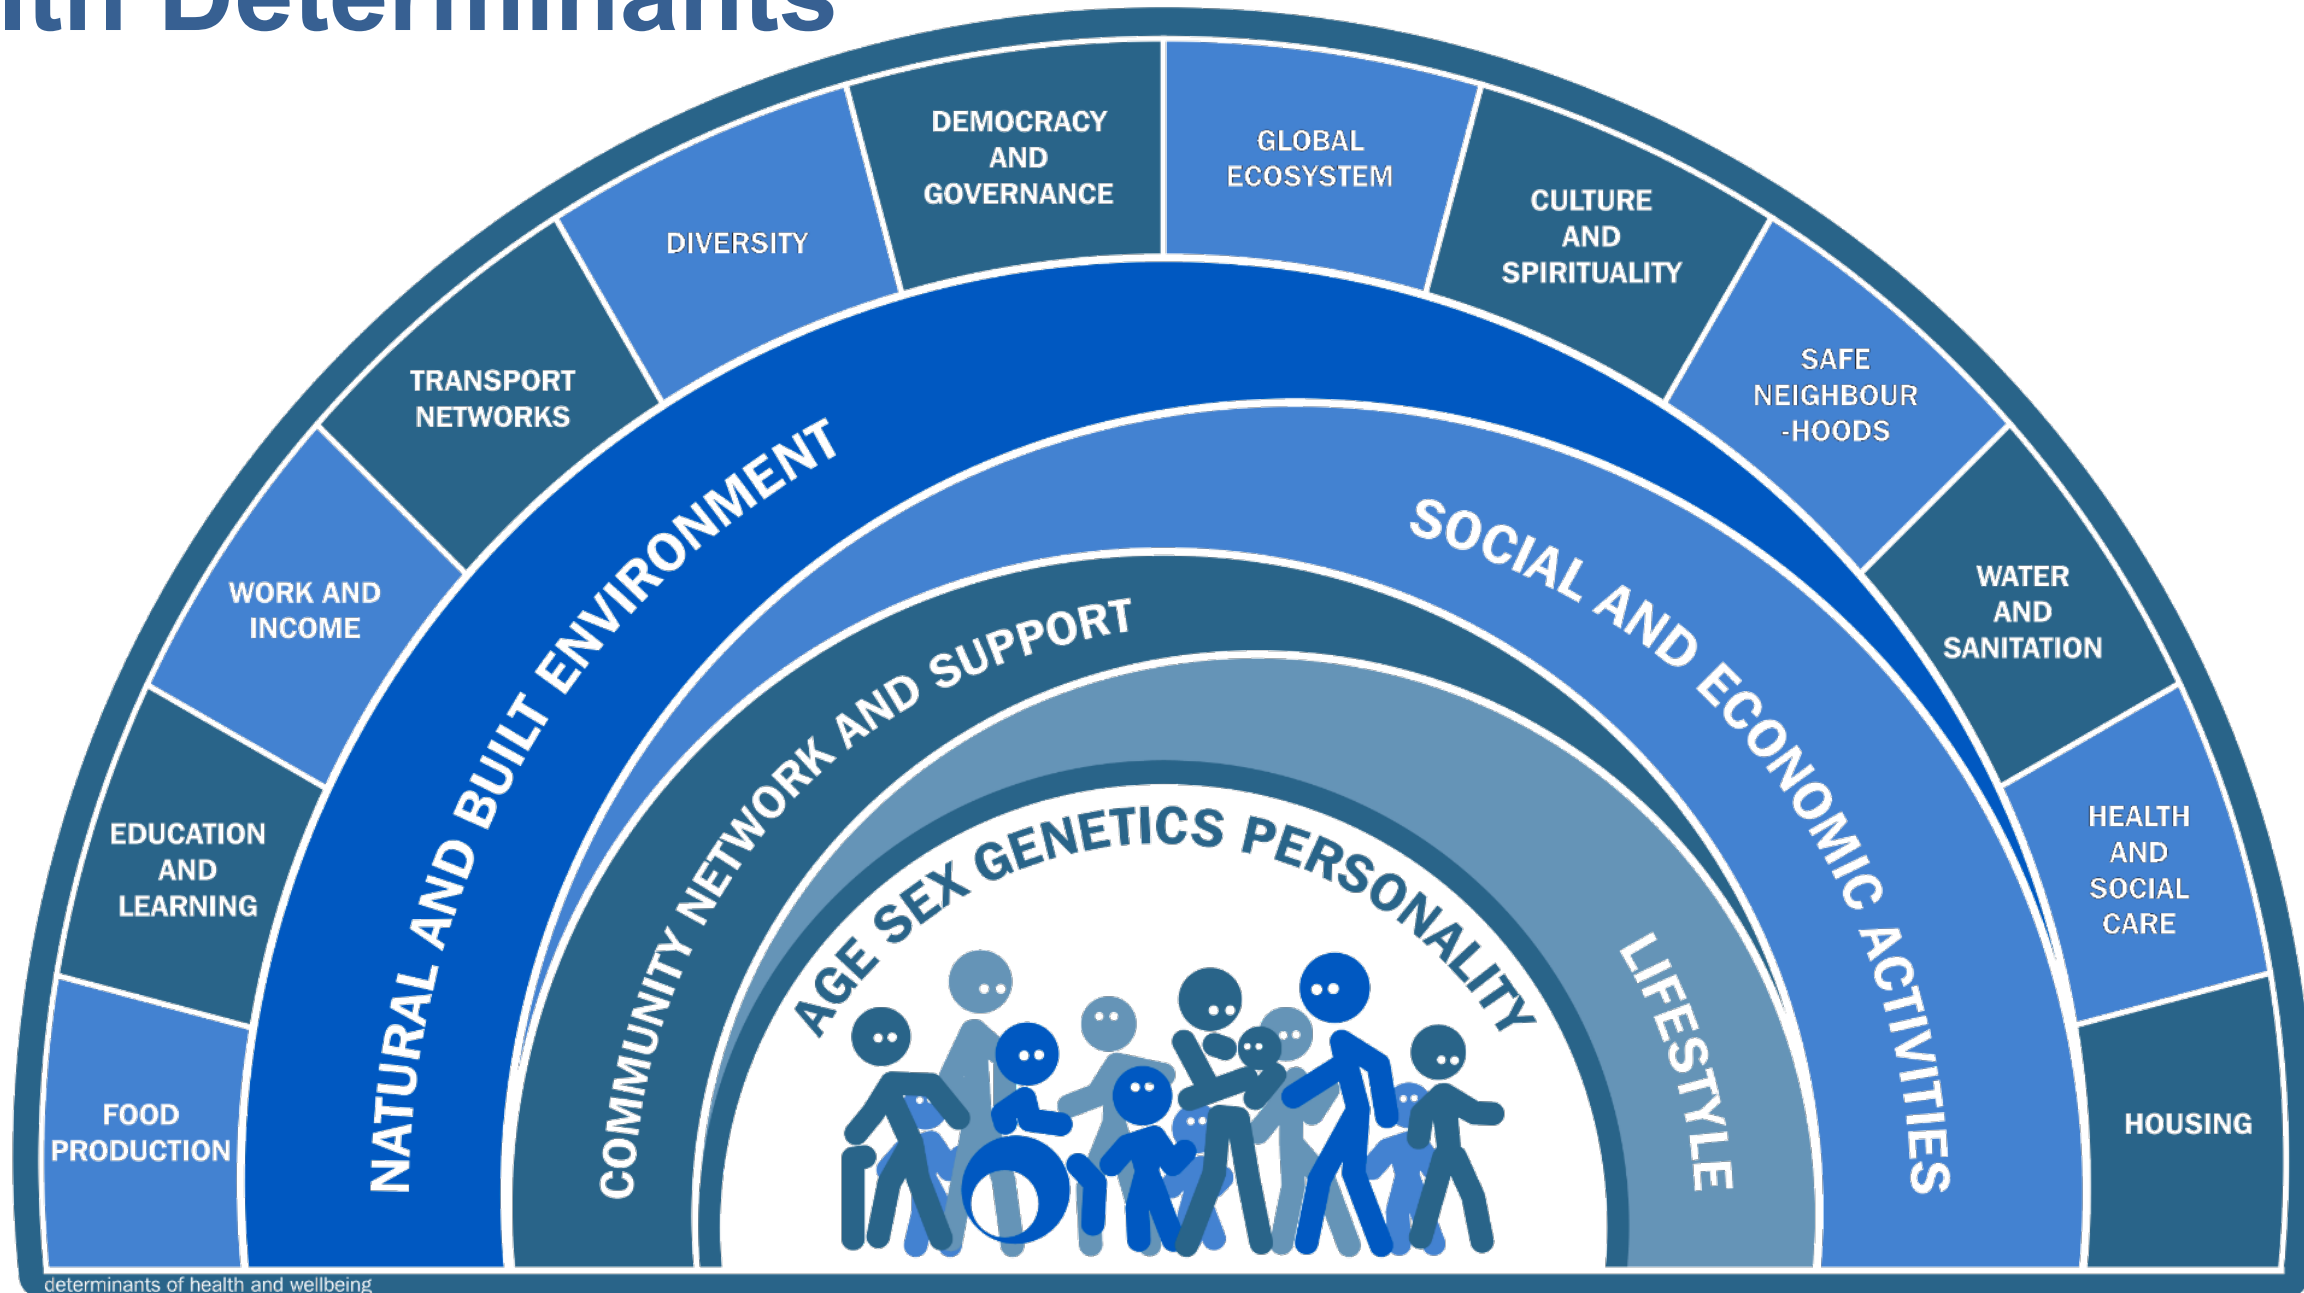 Determinants
DEMOCRACY
AND
GOVERNANCE
GLOBAL
ECOSYSTEM
DIVERSITY
CULTURE
AND
SPIRITUALITY
TRANSPORT
NETWORKS
SAFE
NEIGHBOUR
-HOODS
WORK AND
INCOME
WATER
AND
SANITATION
EDUCATION
AND
LEARNING
HEALTH
AND
SOCIAL
CARE
FOOD
PRODUCTION
HOUSING
NATURAL AND BUILT ENVIRONMENT
SOCIAL AND ECONOMIC ACTIVITIES
COMMUNITY NETWORK AND SUPPORT
LIFESTYLE
AGE SEX GENETICS PERSONALITY
determinants of health and wellbeing